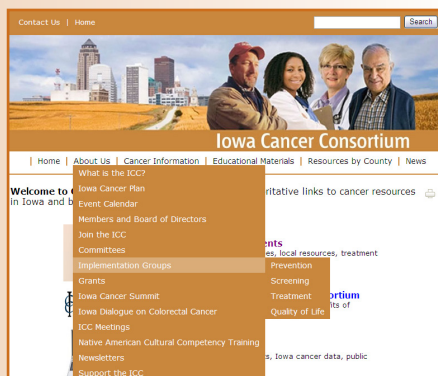 Contact Us | Home
Search
Iowa Cancer Consortium
| Home | About Us | Cancer Information | Educational Materials | Resources by County | News
What is the ICC?
Welcome to
ritative links to cancer resources
Iowa Cancer Plan
in Iowa and b
Event Calendar
Members and Board of Directors
Join the ICC
Committees
ents
es, local resources, treatment
Implementation Groups
Prevention
Grants
Screening
Iowa Cancer Summit
Treatment
ortium
Iowa Dialogue on Colorectal Cancer
Quality of Life
its of
ICC Meetings
Native American Cultural Competency Training
Newsletters
s, Iowa cancer data, public
Support the ICC